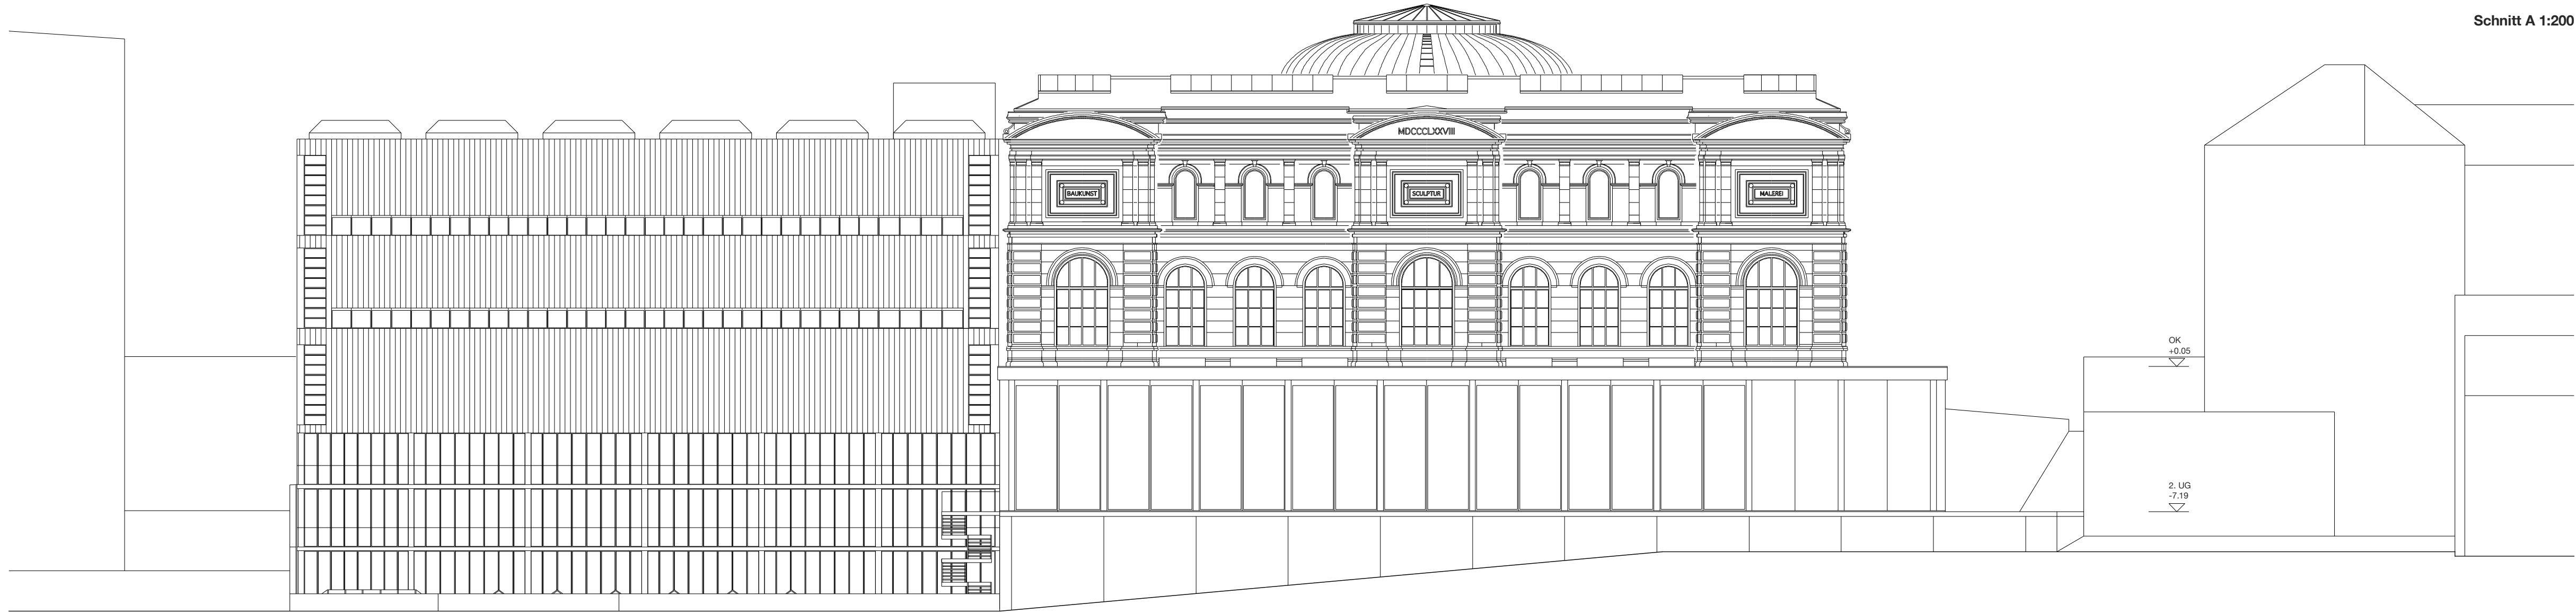 Schnitt A 1:200
MDCCCLXXVIII
BAUKUNST
SCULPTUR
MALEREI
OK
+0.05
2. UG
-7.19